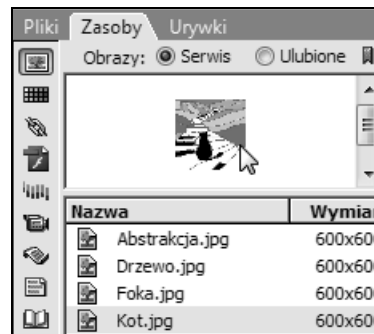 Pliki Zasoby Urywki
Obrazy: Serwis Ulubione
Nazwa
Abstrakcja.jpg 600x60
Drzewo.jpg 600x60
Foka.jpg 600x60
Kot.jpg 600x60